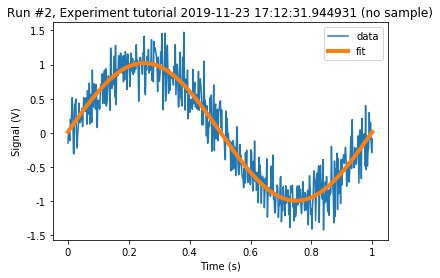 Run #2, Experiment tutorial 2019-11-23 17:12:31.944931 (no sample)
data
fit
Signal (V)
1.5
1
0.5
0
-0.5
-1
-1.5
0
0.2
0.4
0.6
0.8
1
Time (s)